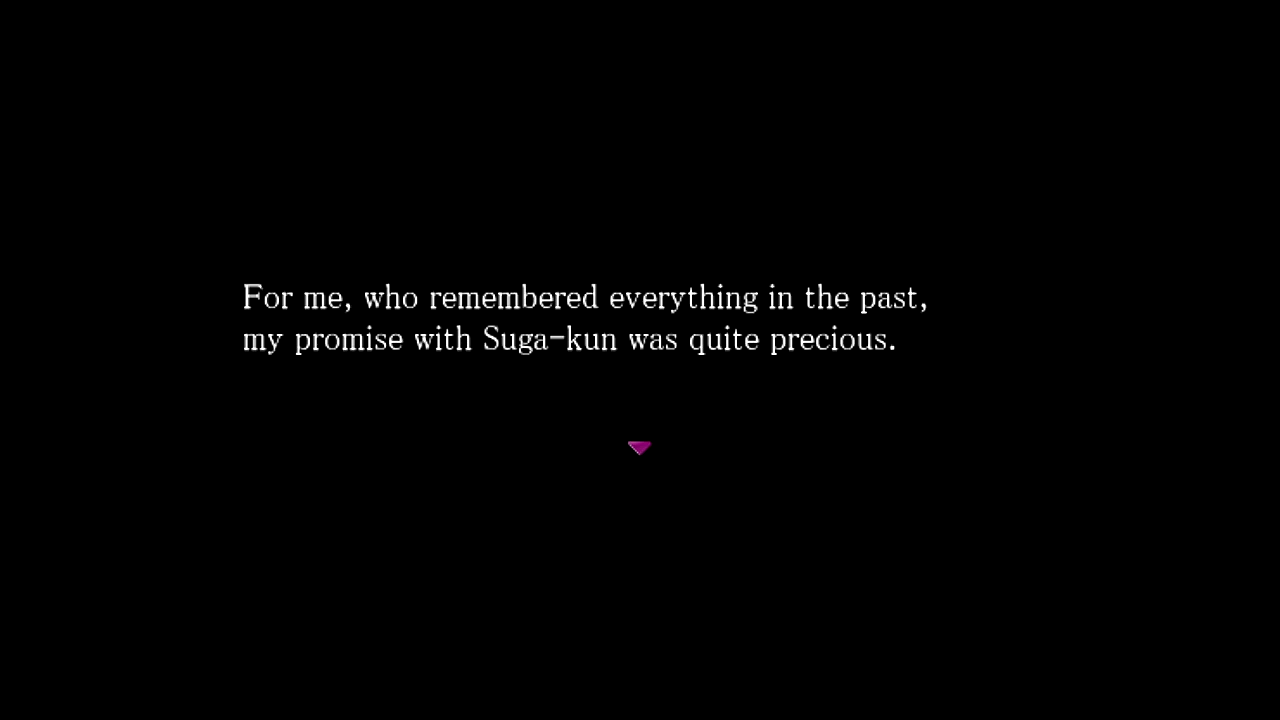 For me, who remembered everything in the past,
my promise with Suga-kun was quite precious.